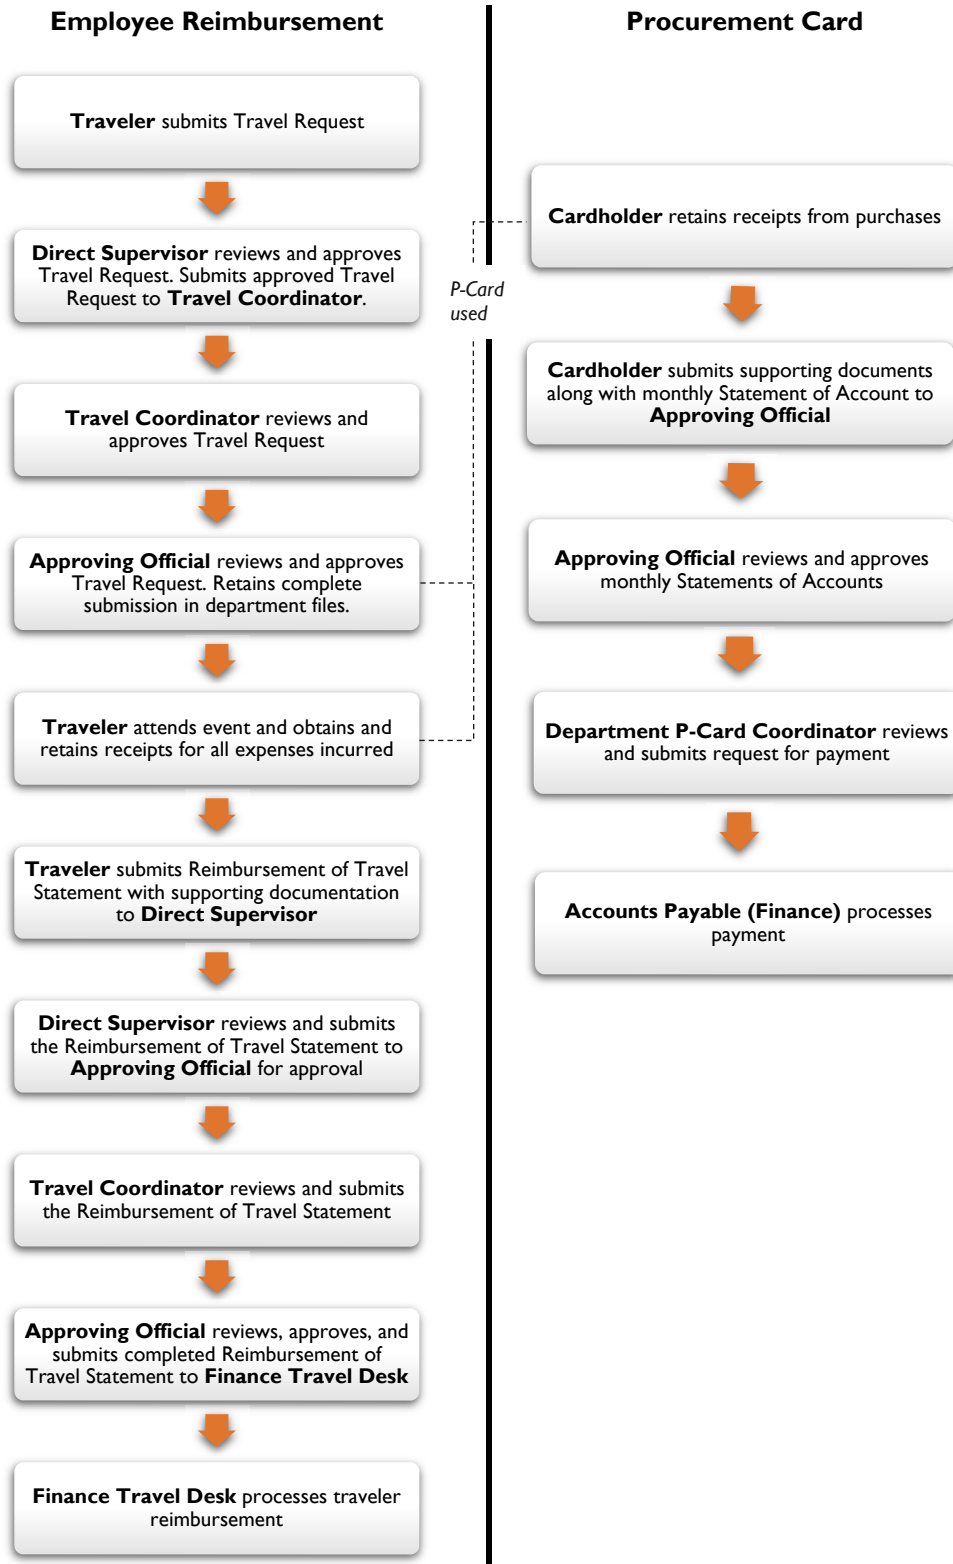 Employee Reimbursement
Traveler submits Travel Request
Direct Supervisor reviews and approves
Travel Request. Submits approved Travel
Request to Travel Coordinator.
Travel Coordinator reviews and
approves Travel Request
Approving Official reviews and approves
Travel Request. Retains complete
submission in department files.
Traveler attends event and obtains and
retains receipts for all expenses incurred
Traveler submits Reimbursement of Travel
Statement with supporting documentation
to Direct Supervisor
Direct Supervisor reviews and submits
the Reimbursement of Travel Statement to
Approving Official for approval
Travel Coordinator reviews and submits
the Reimbursement of Travel Statement
Approving Official reviews, approves, and
submits completed Reimbursement of
Travel Statement to Finance Travel Desk
Finance Travel Desk processes traveler
reimbursement
P-Card
used
Procurement Card
Cardholder retains receipts from purchases
Cardholder submits supporting documents
along with monthly Statement of Account to
Approving Official
Approving Official reviews and approves
monthly Statements of Accounts
Department P-Card Coordinator reviews
and submits request for payment
Accounts Payable (Finance) processes
payment